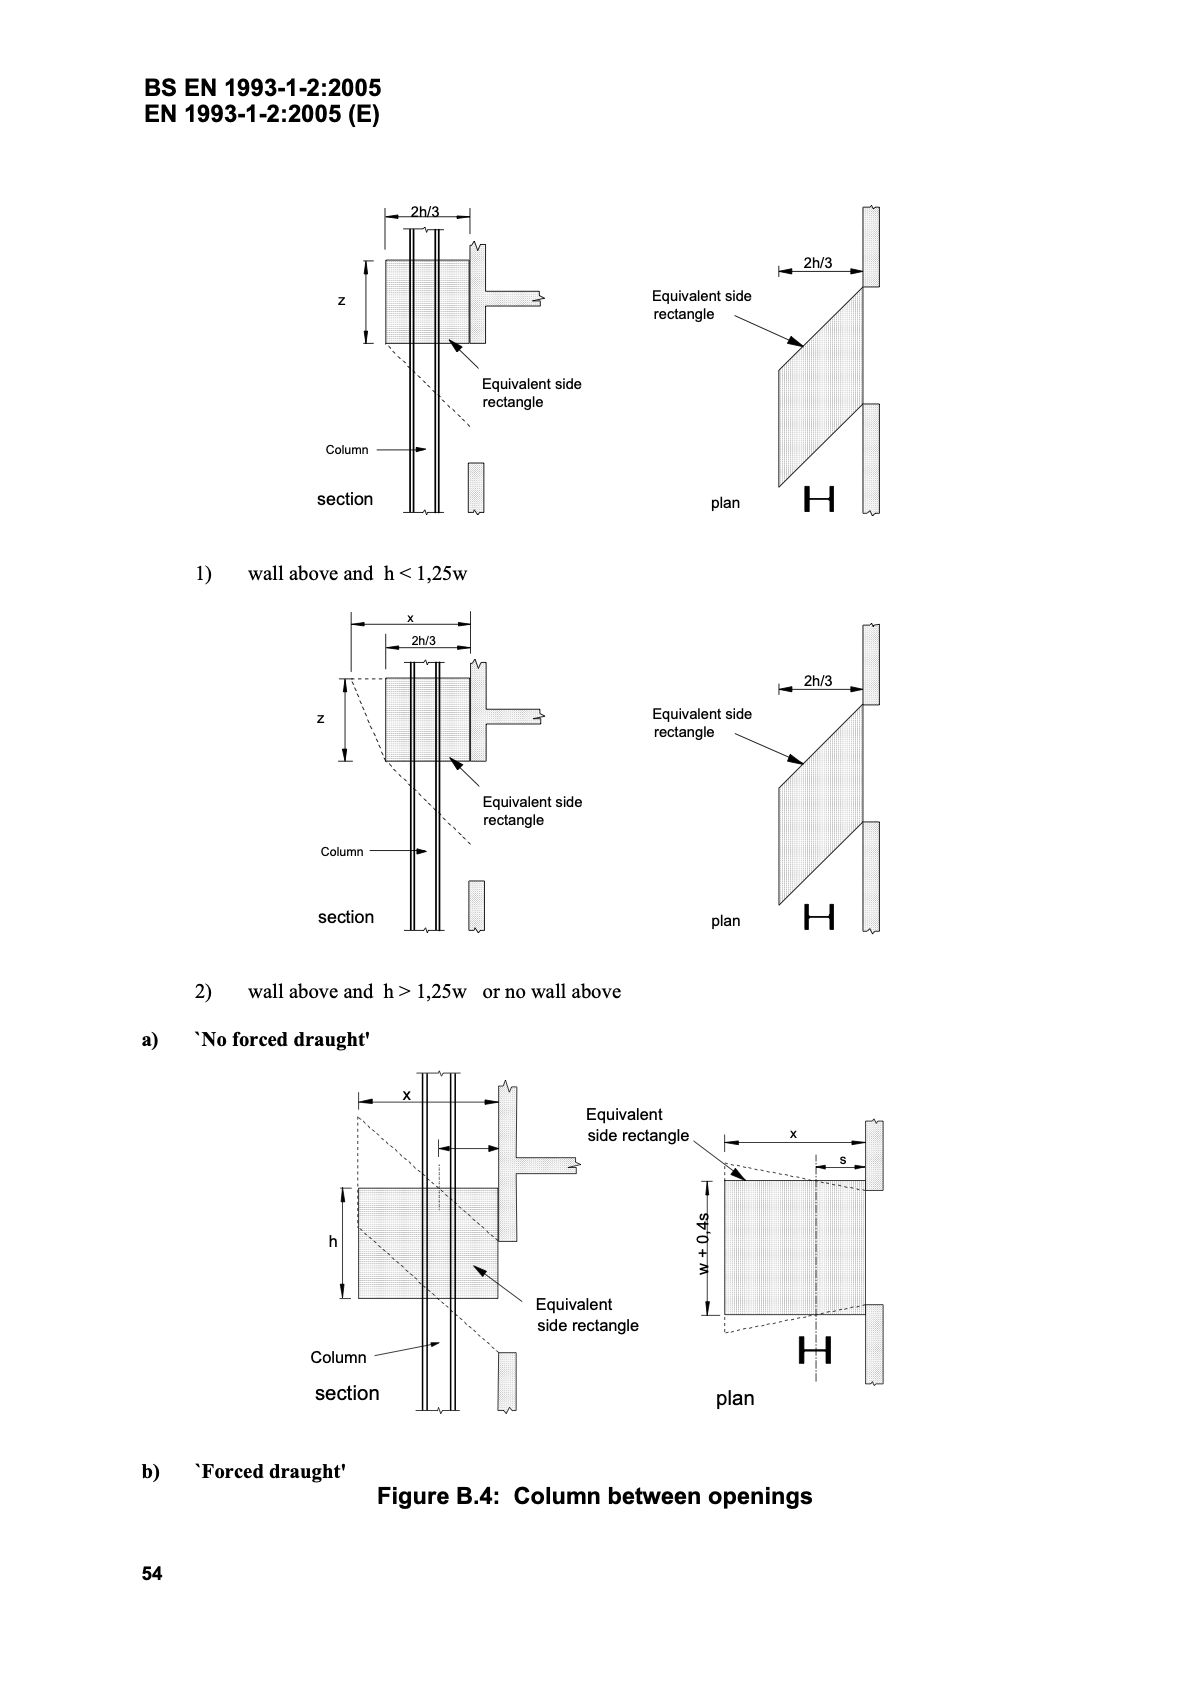 BS EN 1993-1-2:2005
EN 1993-1-2:2005 (E)
2h/3
z
Equivalent side
rectangle
Column
section
2h/3
Equivalent side
rectangle
plan
1) wall above and h < 1,25w
x
2h/3
z
Equivalent side
rectangle
Column
section
2h/3
Equivalent side
rectangle
plan
2) wall above and h > 1,25w or no wall above
a) `No forced draught'
x
h
Equivalent
side rectangle
Column
section
Equivalent
side rectangle
x
s
w + 0,4s
plan
b) `Forced draught'
Figure B.4: Column between openings
54